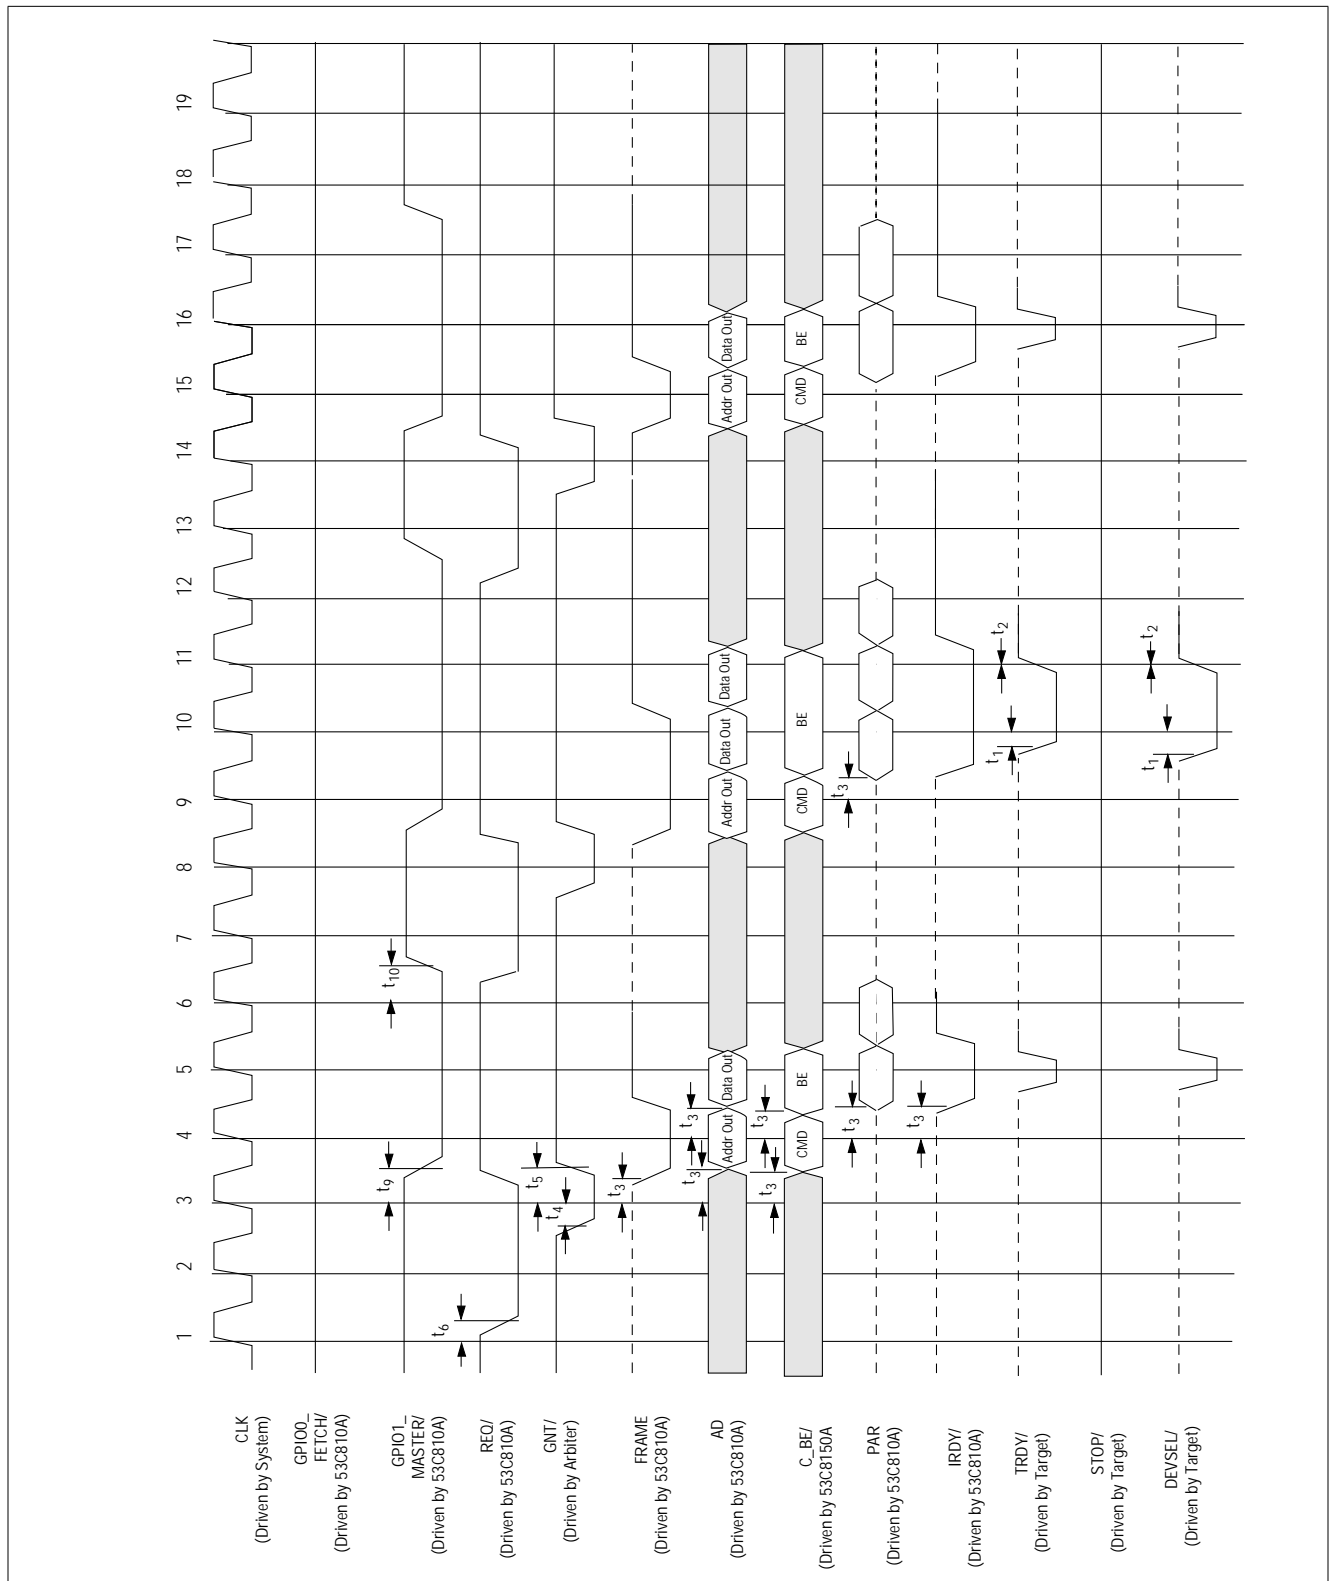 1 2 3 4 5 6 7 8 9 10 11 12 13 14 15 16 17 18 19
CLK
(Driven by System)
GPIO0_
FETCH/
(Driven by 53C810A)
GPIO1_
MASTER/
(Driven by 53C810A)
t9
t10
REQ/
(Driven by 53C810A)
t6
GNT/
(Driven by Arbiter)
t4
t5
FRAME
(Driven by 53C810A)
t3
AD
(Driven by 53C810A)
t3
t3
Addr Out Data Out Addr Out Data Out Data Out Addr Out Data Out
C_BE/
(Driven by 53C8150A
t3
t3
CMD BE CMD BE CMD BE
PAR
(Driven by 53C810A)
t3
t3
IRDY/
(Driven by 53C810A)
t3
TRDY/
(Driven by Target)
t1
t2
STOP/
(Driven by Target)
DEVSEL/
(Driven by Target)
t1
t2